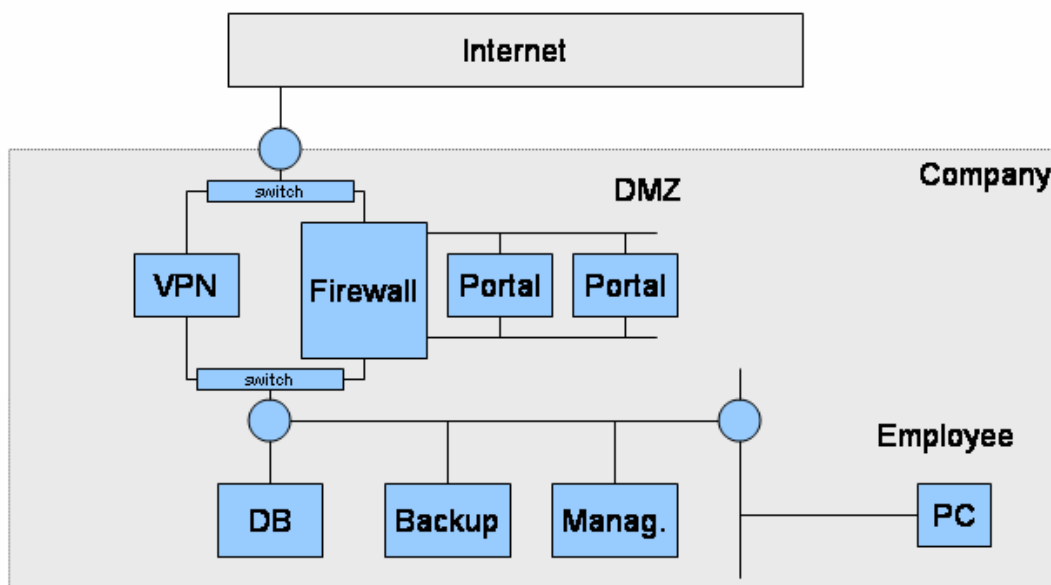 Internet
Company
switch
DMZ
VPN
Firewall
Portal
Portal
switch
Employee
DB
Backup
Manag.
PC